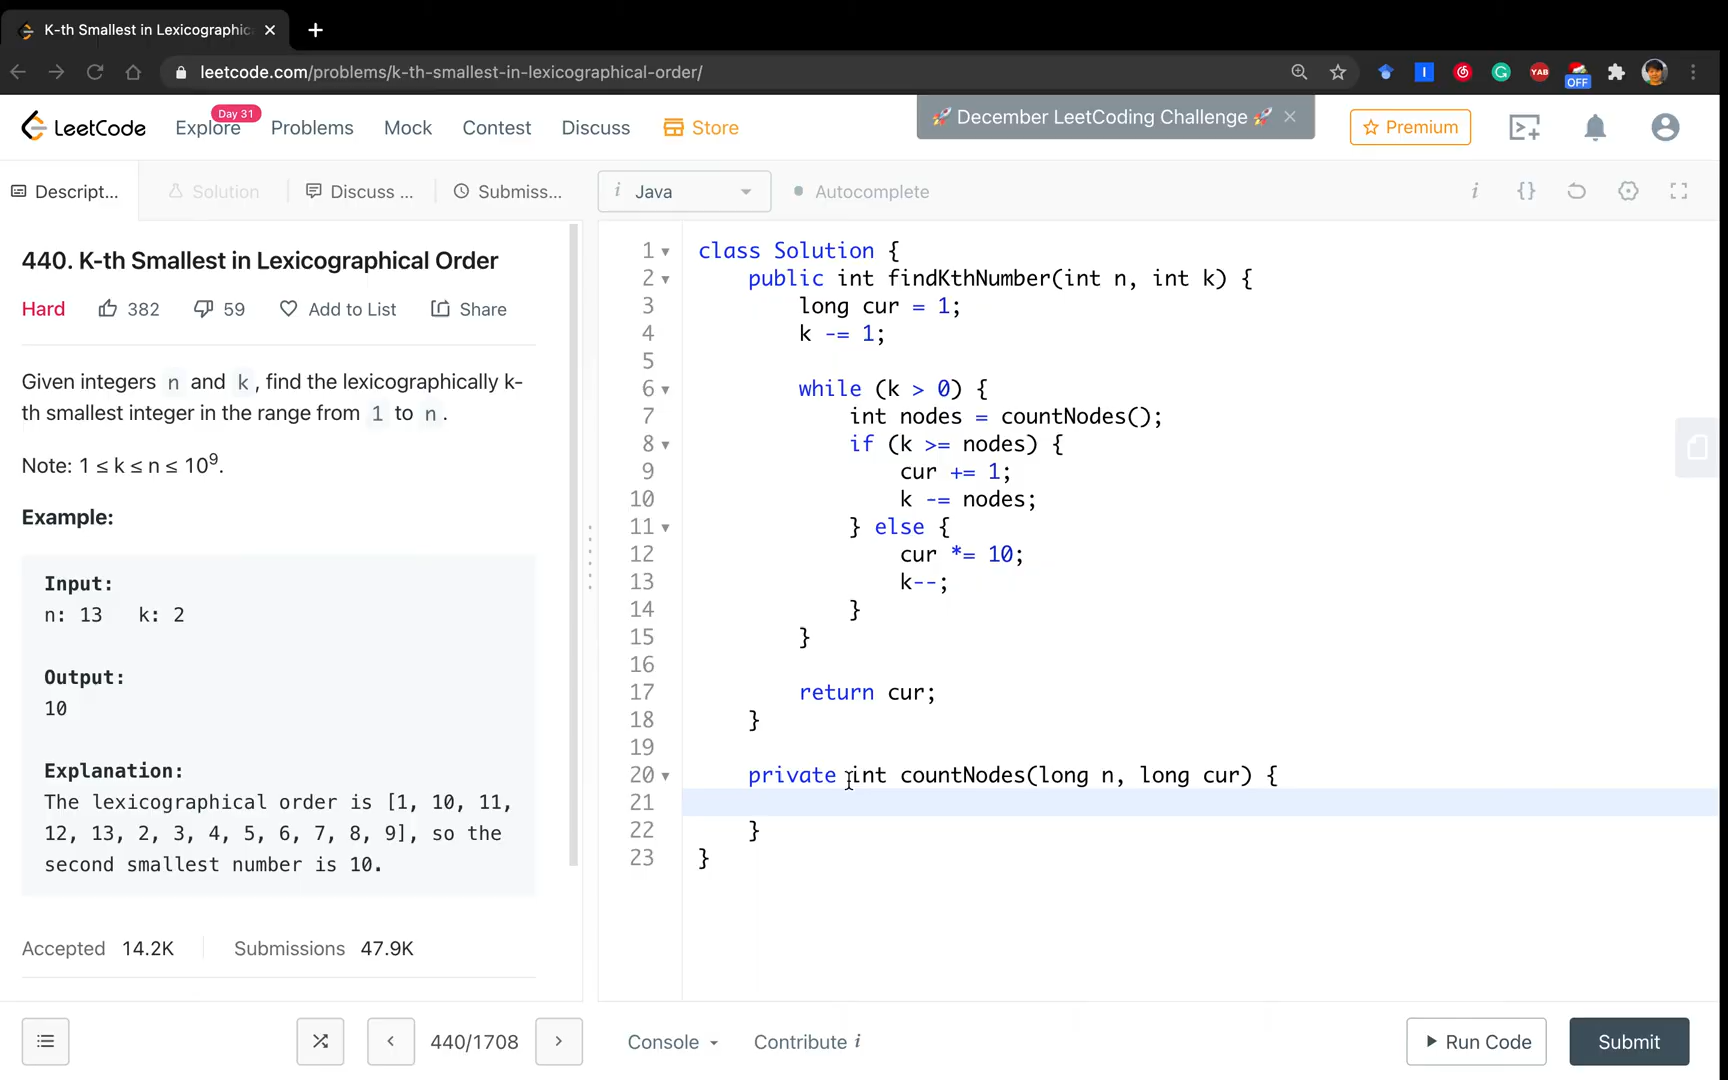 K-th Smallest in Lexicographic
leetcode.com/problems/k-th-smallest-in-lexicographical-order/
YAB
OFF
LeetCode
Explore
Day 31
Problems
Mock
Contest
Discuss
Store
🚀 December LeetCoding Challenge 🚀 ×
Premium
Descript...
Solution
Discuss ...
Submiss...
i Java
Autocomplete
i {}
440. K-th Smallest in Lexicographical Order
Hard 382 59 Add to List Share
Given integers n and k, find the lexicographically k-
th smallest integer in the range from 1 to n.
Note: 1 ≤ k ≤ n ≤ 10⁹.
Example:
Input:
n: 13 k: 2
Output:
10
Explanation:
The lexicographical order is [1, 10, 11,
12, 13, 2, 3, 4, 5, 6, 7, 8, 9], so the
second smallest number is 10.
Accepted 14.2K Submissions 47.9K
1 class Solution {
2 public int findKthNumber(int n, int k) {
3 long cur = 1;
4 k -= 1;
5
6 while (k > 0) {
7 int nodes = countNodes();
8 if (k >= nodes) {
9 cur += 1;
10 k -= nodes;
11 } else {
12 cur *= 10;
13 k--;
14 }
15 }
16
17 return cur;
18 }
19
20 private int countNodes(long n, long cur) {
21
22 }
23 }
440/1708
Console
Contribute i
Run Code
Submit